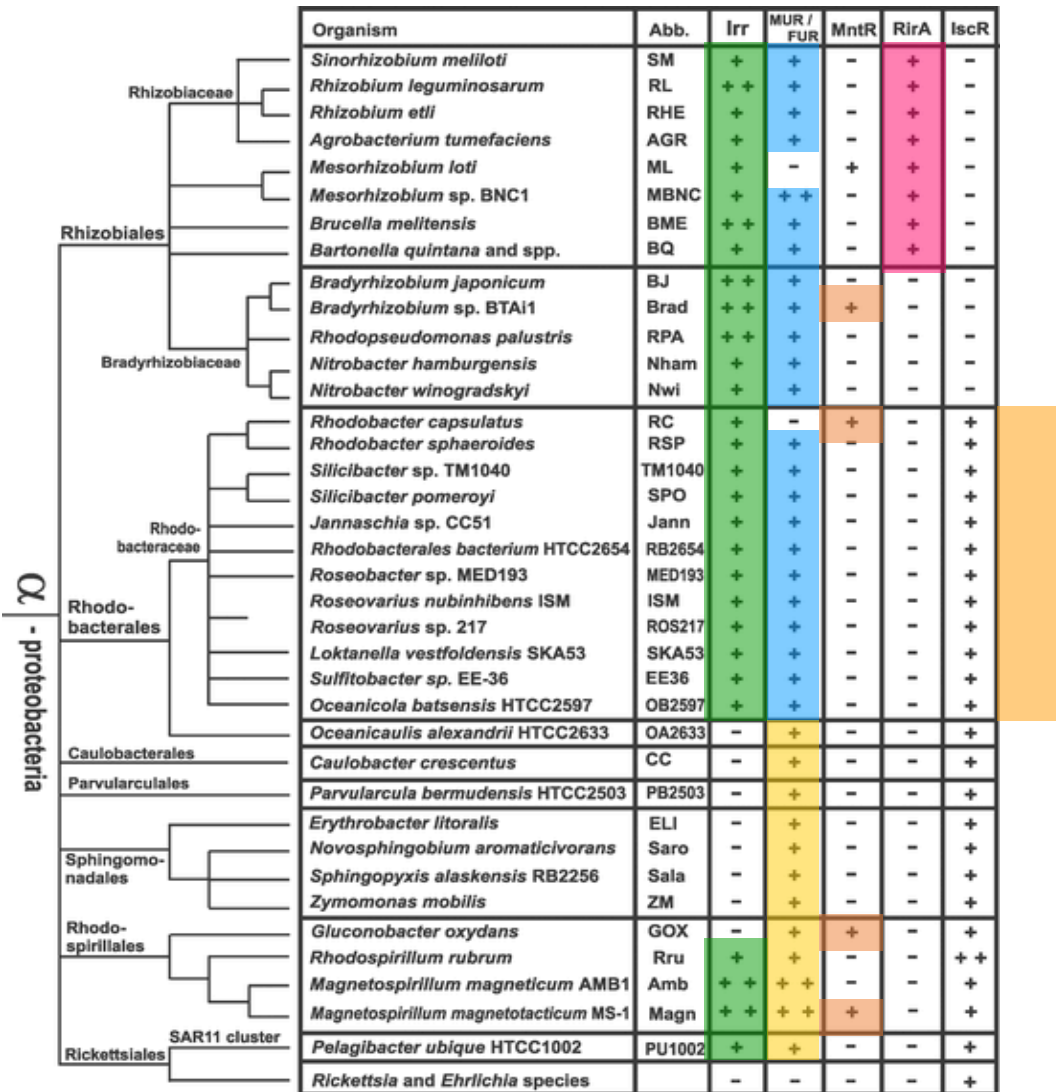 Organism Abb. Irr MUR / FUR MntR RirA IscR
Sinorhizobium meliloti SM + + − + −
Rhizobiaceae
Rhizobium leguminosarum RL + + + − + −
Rhizobium etli RHE + + − + −
Agrobacterium tumefaciens AGR + + − + −
Mesorhizobium loti ML + − + + −
Mesorhizobium sp. BNC1 MBNC + + + − + −
Brucella melitensis BME + + + − + −
Rhizobiales
Bartonella quintana and spp. BQ + + − + −
Bradyrhizobium japonicum BJ + + + − − −
Bradyrhizobium sp. BTAi1 Brad + + + + − −
Rhodopseudomonas palustris RPA + + + − − −
Bradyrhizobiaceae
Nitrobacter hamburgensis Nham + + − − −
Nitrobacter winogradskyi Nwi + + − − −
Rhodobacter capsulatus RC + − + − +
Rhodobacter sphaeroides RSP + + − − +
Silicibacter sp. TM1040 TM1040 + + − − +
Silicibacter pomeroyi SPO + + − − +
Jannaschia sp. CC51 Jann + + − − +
Rhodo-
bacteraceae
Rhodobacterales bacterium HTCC2654 RB2654 + + − − +
Roseobacter sp. MED193 MED193 + + − − +
Roseovarius nubinhibens ISM ISM + + − − +
Rhodo-
bacterales
Roseovarius sp. 217 ROS217 + + − − +
Loktanella vestfoldensis SKA53 SKA53 + + − − +
Sulfitobacter sp. EE-36 EE36 + + − − +
Oceanicola batsensis HTCC2597 OB2597 + + − − +
Oceanicaulis alexandrii HTCC2633 OA2633 − + − − +
Caulobacterales
Caulobacter crescentus CC − + − − +
Parvularculales
Parvularcula bermudensis HTCC2503 PB2503 − + − − +
Erythrobacter litoralis ELI − + − − +
Novosphingobium aromaticivorans Saro − + − − +
Sphingomo-
nadales
Sphingopyxis alaskensis RB2256 Sala − + − − +
Zymomonas mobilis ZM − + − − +
Rhodo-
spirillales
Gluconobacter oxydans GOX − + + − +
Rhodospirillum rubrum Rru + + − − + +
Magnetospirillum magneticum AMB1 Amb + + + + − − +
Magnetospirillum magnetotacticum MS-1 Magn + + + + + − +
SAR11 cluster
Pelagibacter ubique HTCC1002 PU1002 + + − − +
Rickettsiales
Rickettsia and Ehrlichia species − − − − +
α - proteobacteria